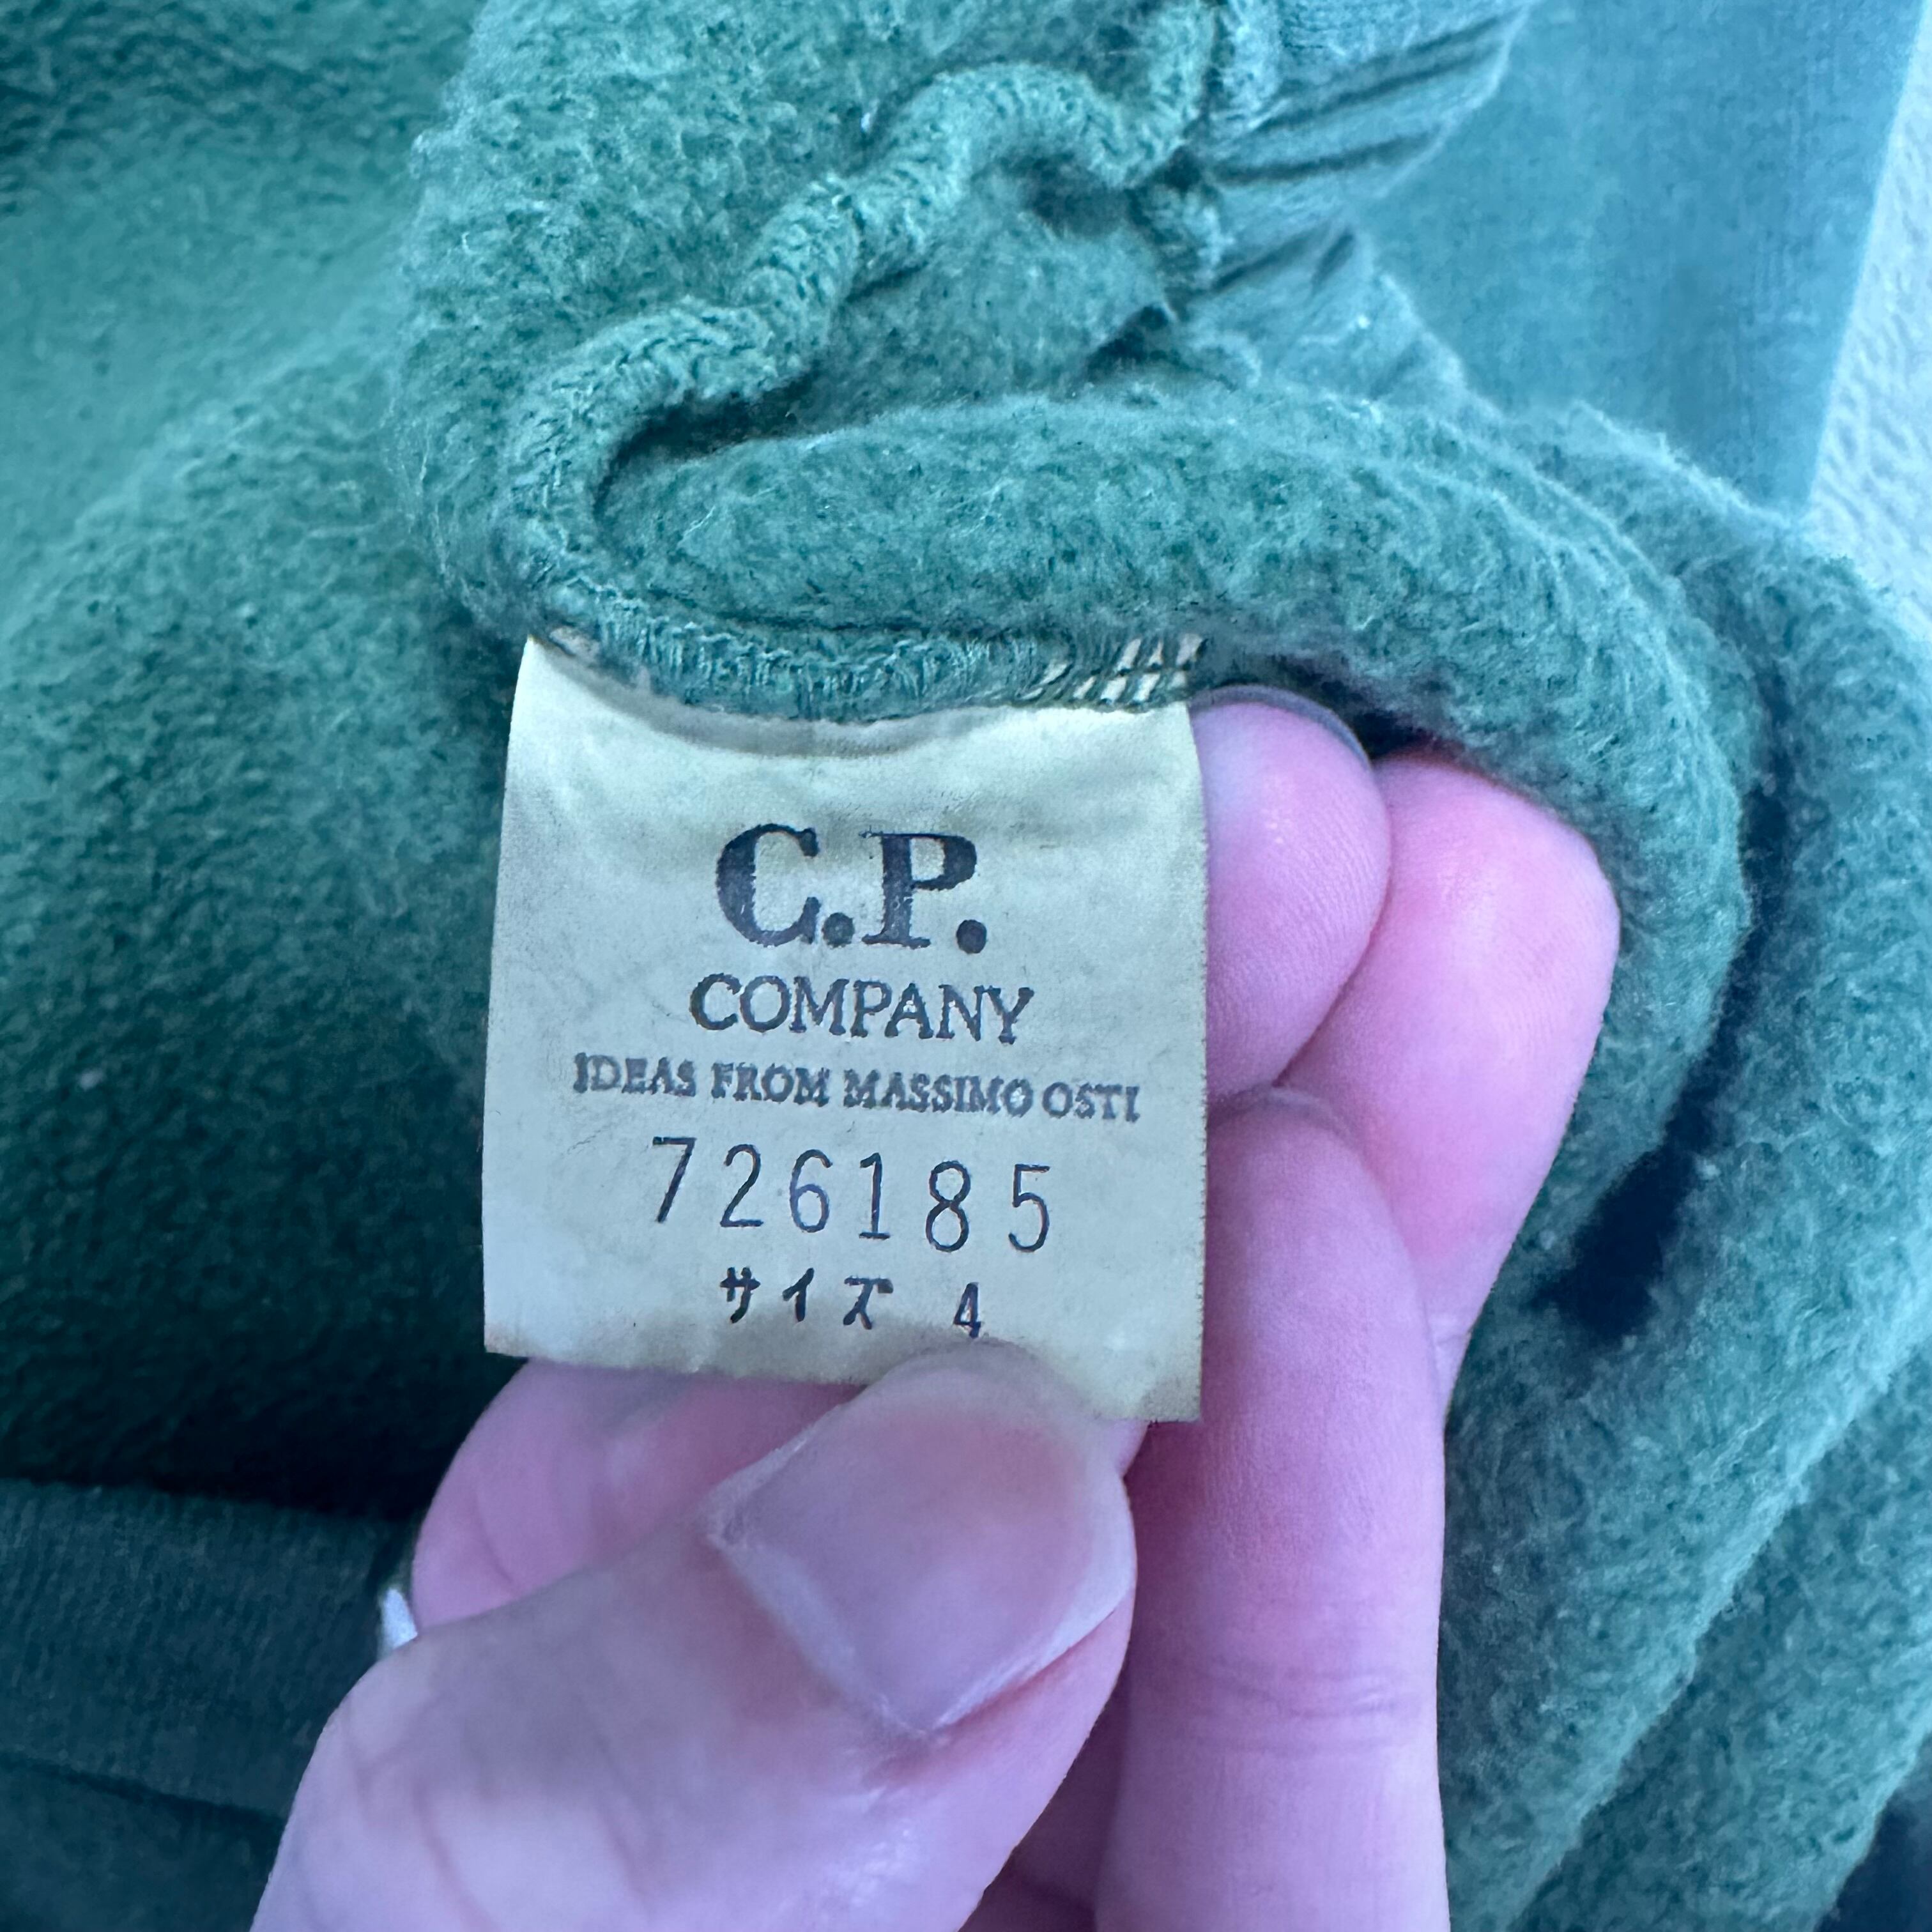 C.P.
COMPANY
IDEAS FROM MASSIMO OSTI
726185
サイズ 4